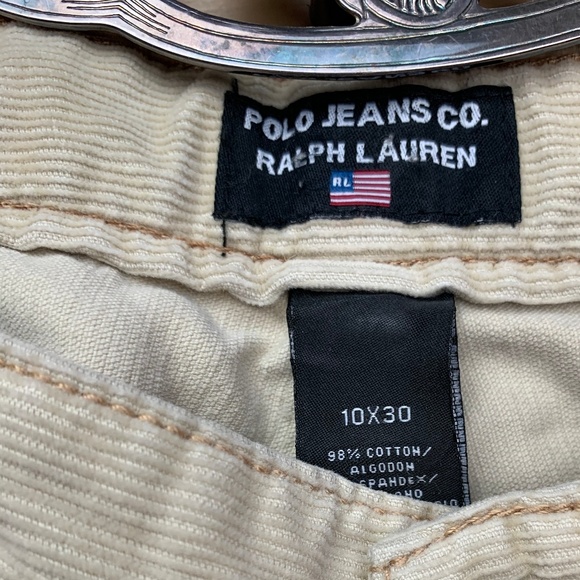 POLO JEANS CO.
RALPH LAUREN
RL
10X30
98% COTTON/
ALGODON
SPANDEX/